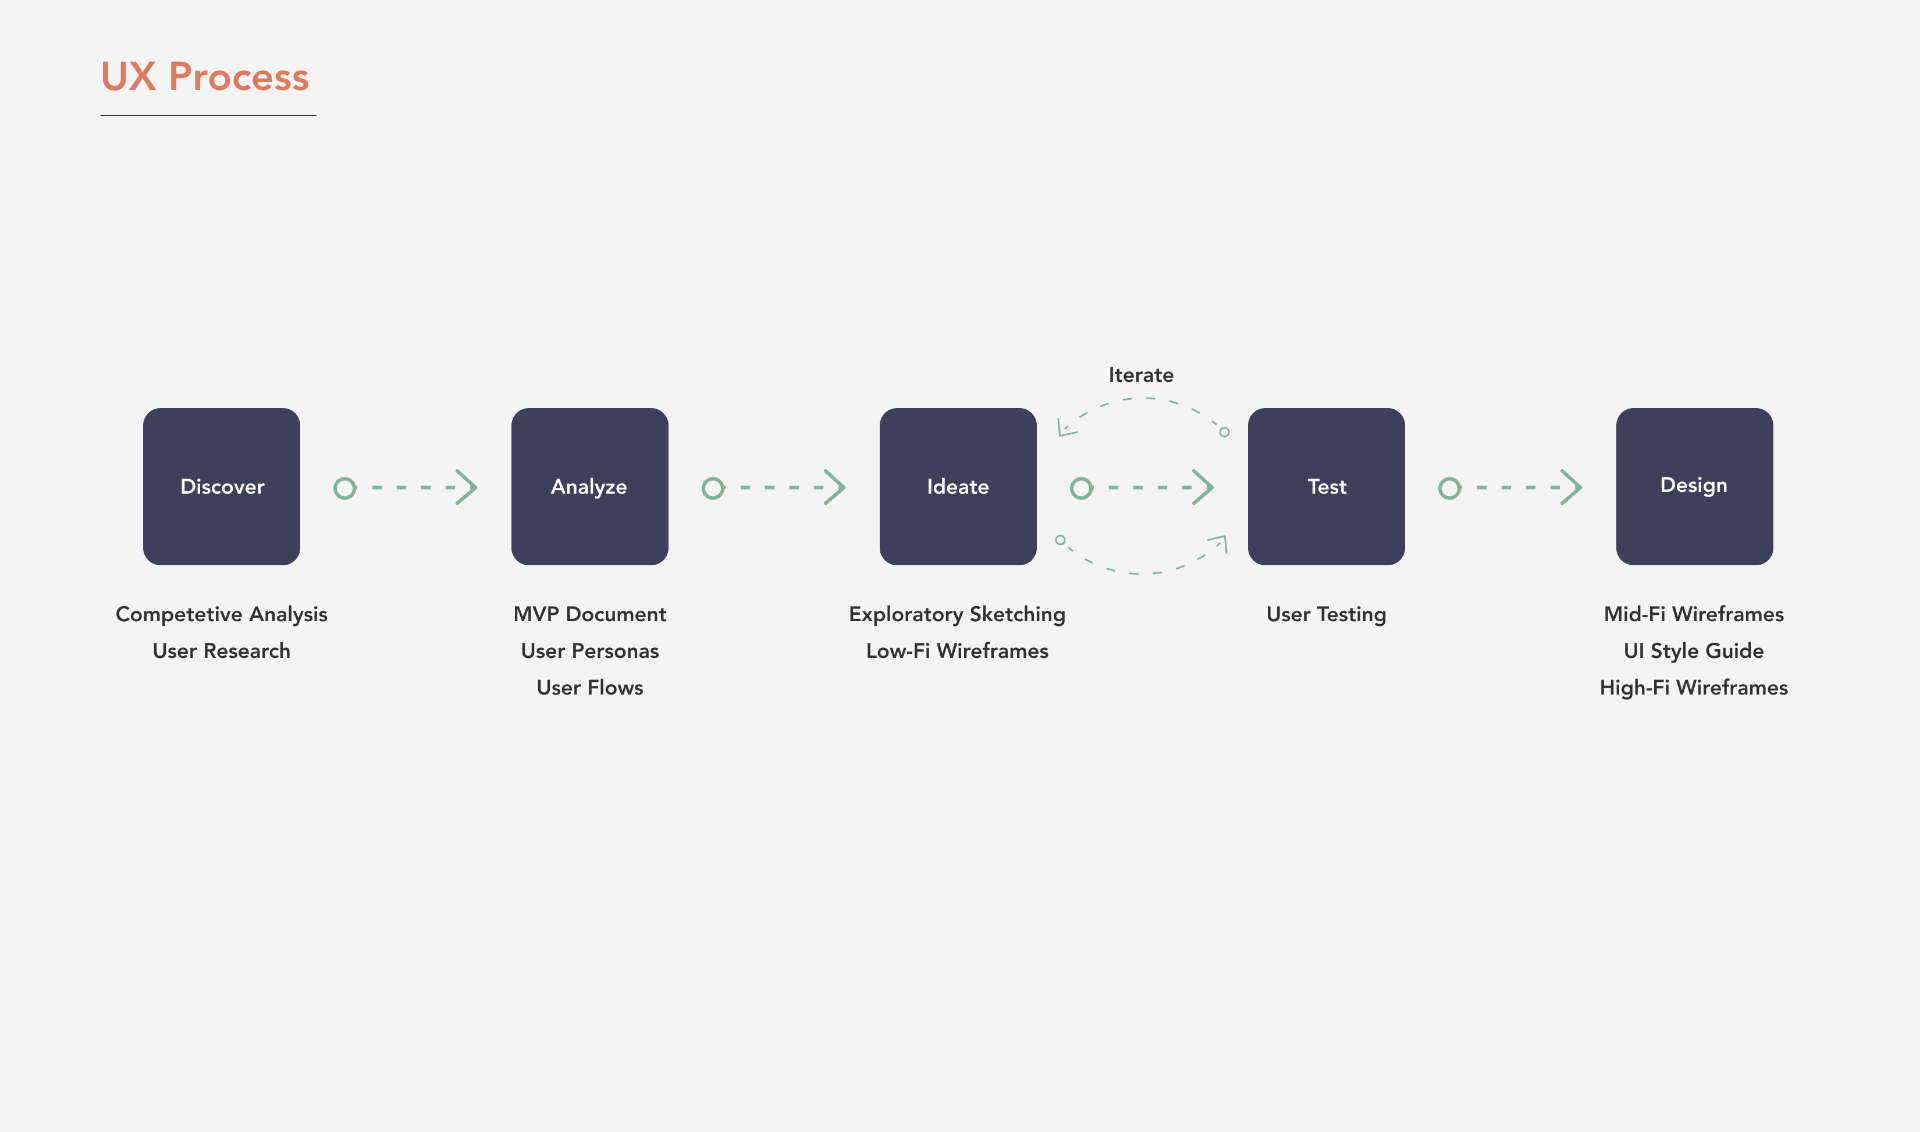 UX Process
Iterate
Discover
Analyze
Ideate
Test
Design
Competetive Analysis
User Research
MVP Document
User Personas
User Flows
Exploratory Sketching
Low-Fi Wireframes
User Testing
Mid-Fi Wireframes
UI Style Guide
High-Fi Wireframes